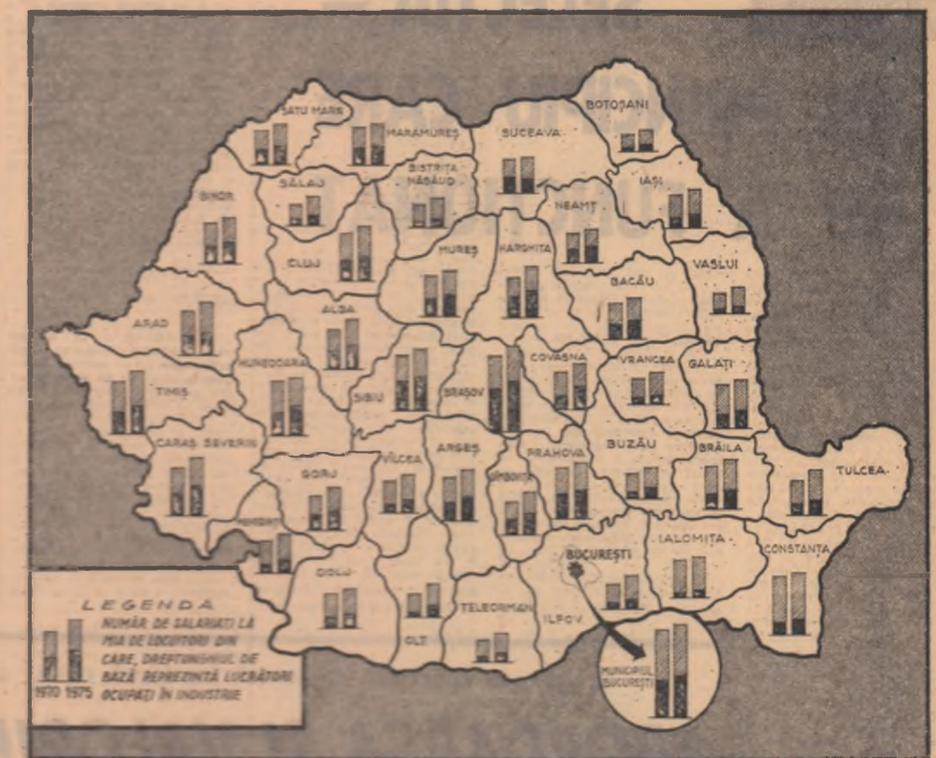 SATU MARE
MARAMUREȘ
SUCEAVA
BOTOȘANI
BISTRIȚA
NĂSĂUD
SĂLAJ
BIHOR
IAȘI
NEAMȚ
CLUJ
MUREȘ
HARGHITA
BACĂU
VASLUI
ARAD
ALBA
HUNEDOARA
TIMIȘ
SIBIU
BRAȘOV
COVASNA
VRANCEA
GALAȚI
CARAȘ SEVERIN
GORJ
VÎLCEA
ARGEȘ
DÎMBOVIȚA
PRAHOVA
BUZĂU
BRĂILA
TULCEA
MEHEDINȚI
DOLJ
OLT
TELEORMAN
ILFOV
BUCUREȘTI
IALOMIȚA
CONSTANȚA
MUNICIPIUL
BUCUREȘTI
LEGENDA
NUMĂR DE SALARIAȚI LA
MIA DE LOCUITORI DIN
CARE, DREPTUNGHIUL DE
BAZĂ REPREZINTĂ LUCRĂTORI
OCUPAȚI ÎN INDUSTRIE
1970 1975